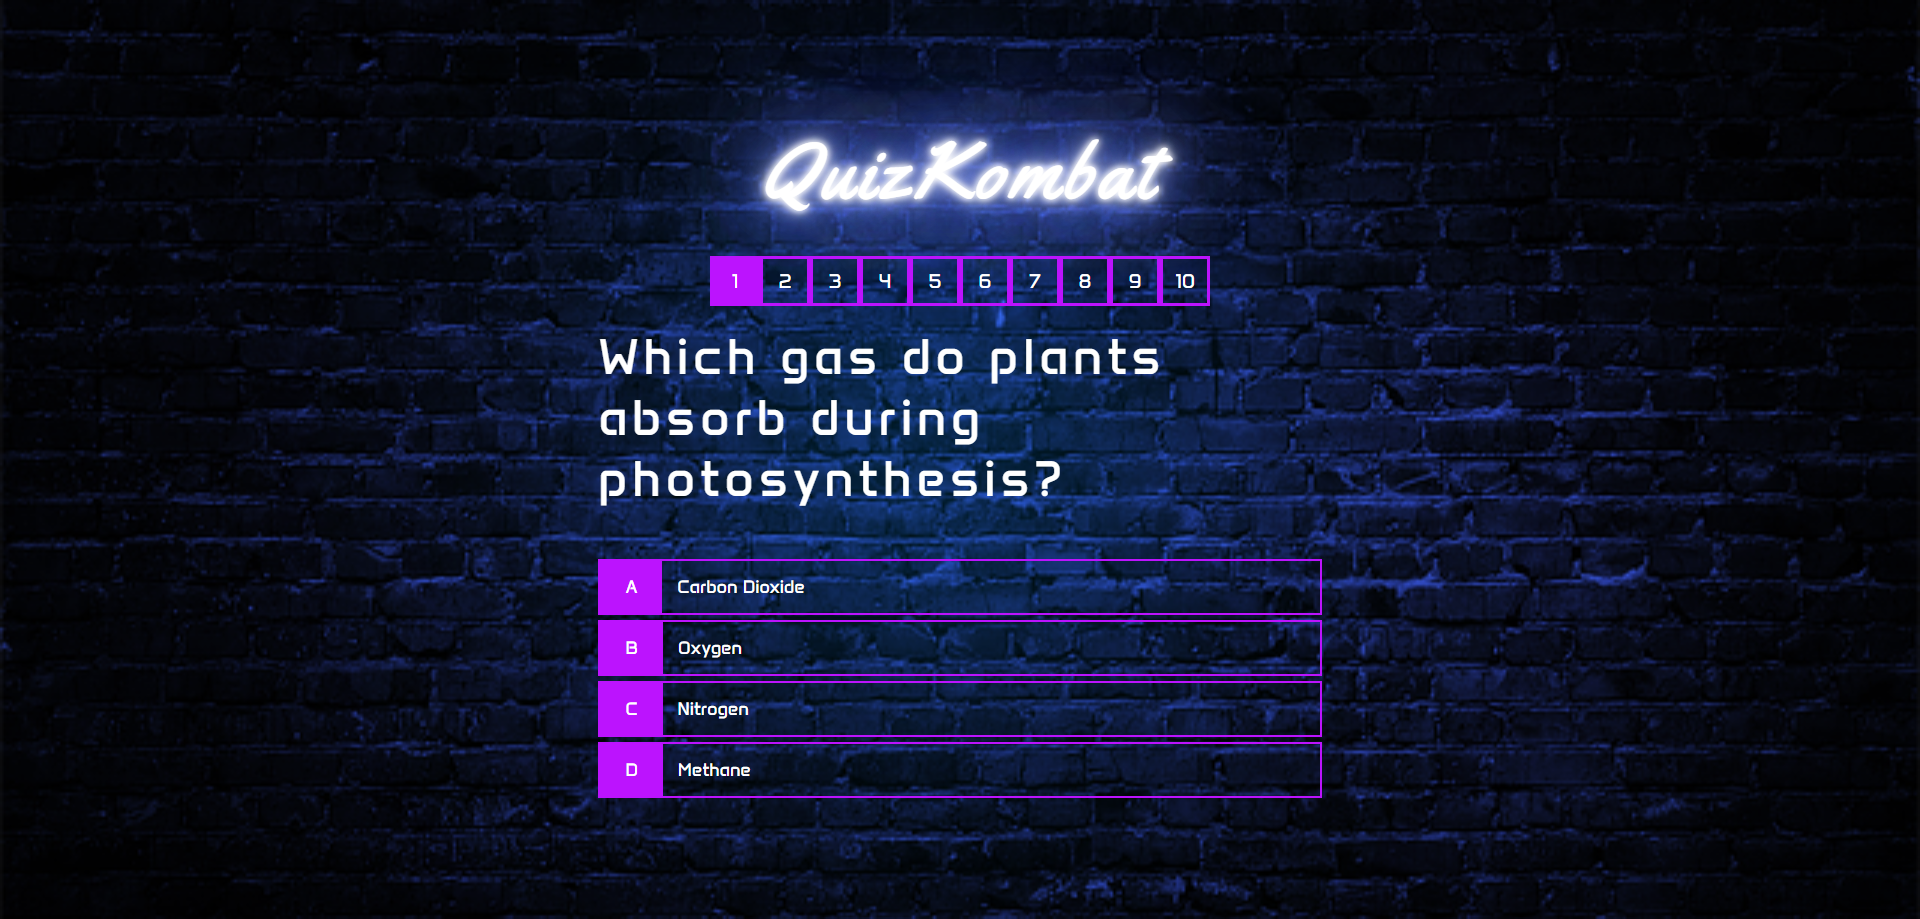 QuizKombat
1 2 3 4 5 6 7 8 9 10
Which gas do plants
absorb during
photosynthesis?
A Carbon Dioxide
B Oxygen
C Nitrogen
D Methane